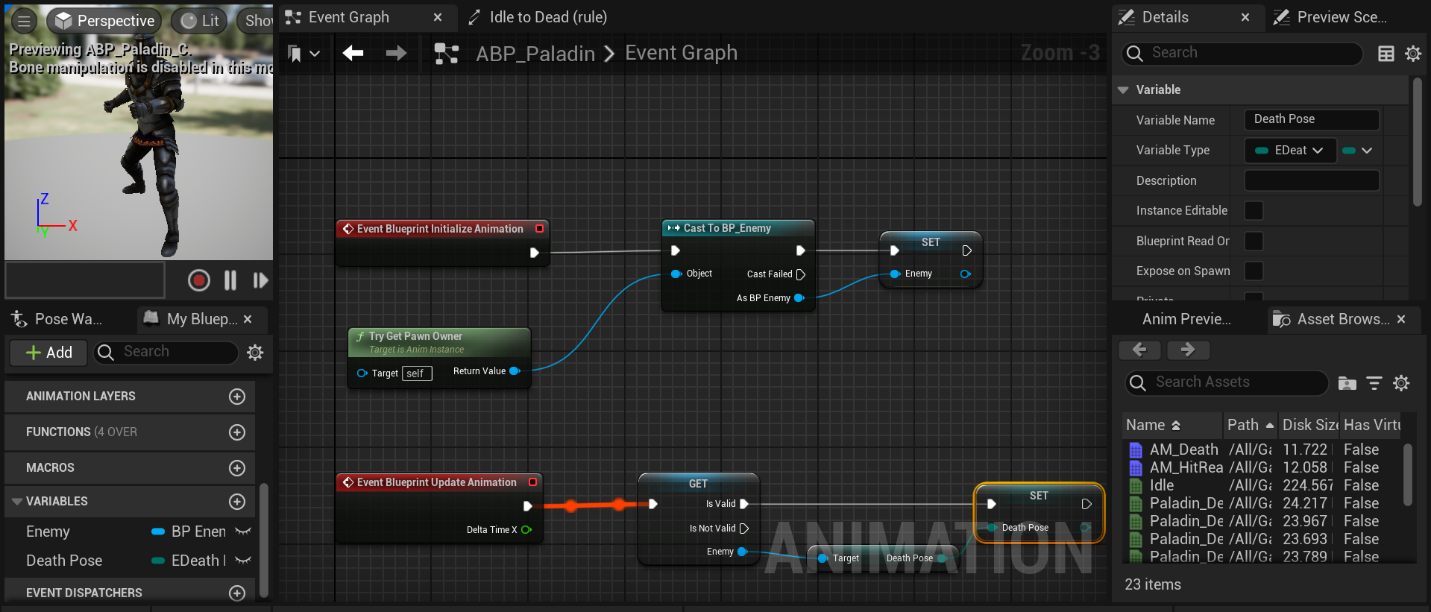 Perspective
Lit
Show
Previewing ABP_Paladin_C.
Bone manipulation is disabled in this mo
Z
X
Y
Pose Wa...
My Bluep...
Add
Search
ANIMATION LAYERS
FUNCTIONS (4 OVER
MACROS
VARIABLES
Enemy
BP Enen
Death Pose
EDeath
EVENT DISPATCHERS
Event Graph
Idle to Dead (rule)
ABP_Paladin
Event Graph
Zoom -3
Event Blueprint Initialize Animation
Cast To BP_Enemy
Object
Cast Failed
As BP Enemy
SET
Enemy
f Try Get Pawn Owner
Target is Anim Instance
Target self
Return Value
Event Blueprint Update Animation
Delta Time X
GET
Is Valid
Is Not Valid
Enemy
Target
Death Pose
SET
Death Pose
ANIMATION
Details
Preview Sce...
Search
Variable
Variable Name
Death Pose
Variable Type
EDeat
Description
Instance Editable
Blueprint Read Or
Expose on Spawn
Anim Previe...
Asset Brows...
Search Assets
Name Path Disk Size Has Virtu
AM_Death /All/Ga 11.722 False
AM_HitRea /All/Ga 12.058 False
Idle /All/Ga 224.567 False
Paladin_De /All/Ga 24.217 False
Paladin_De /All/Ga 23.967 False
Paladin_De /All/Ga 23.693 False
Paladin_De /All/Ga 23.789 False
23 items